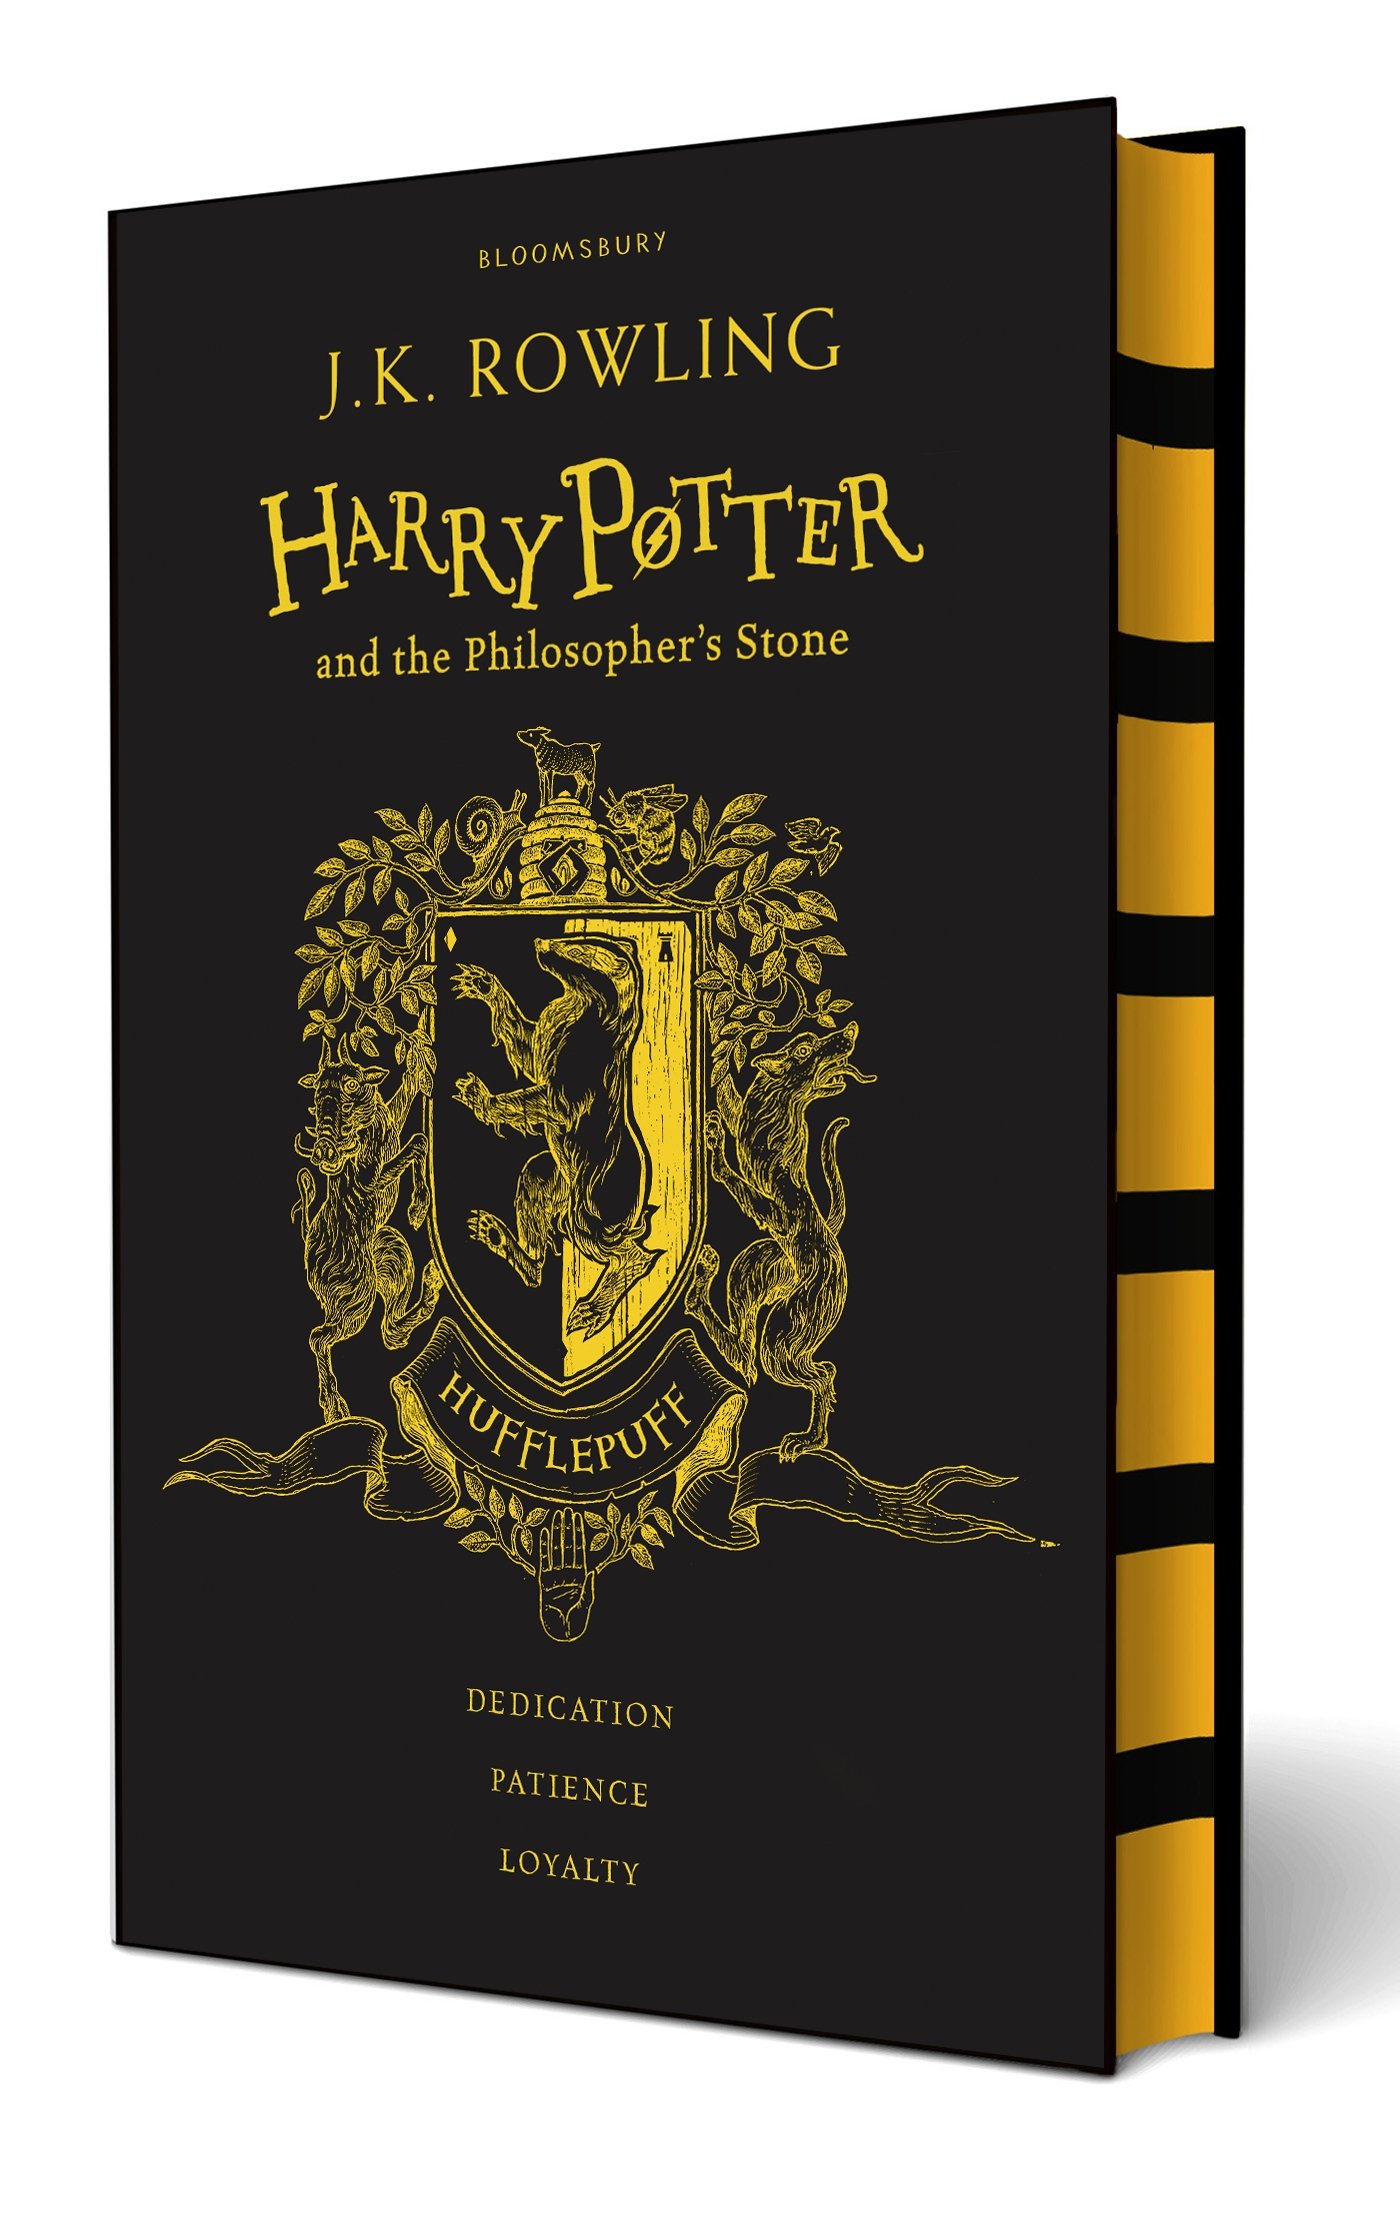 BLOOMSBURY
J.K. ROWLING
HARRY POTTER
and the Philosopher's Stone
HUFFLEPUFF
DEDICATION
PATIENCE
LOYALTY